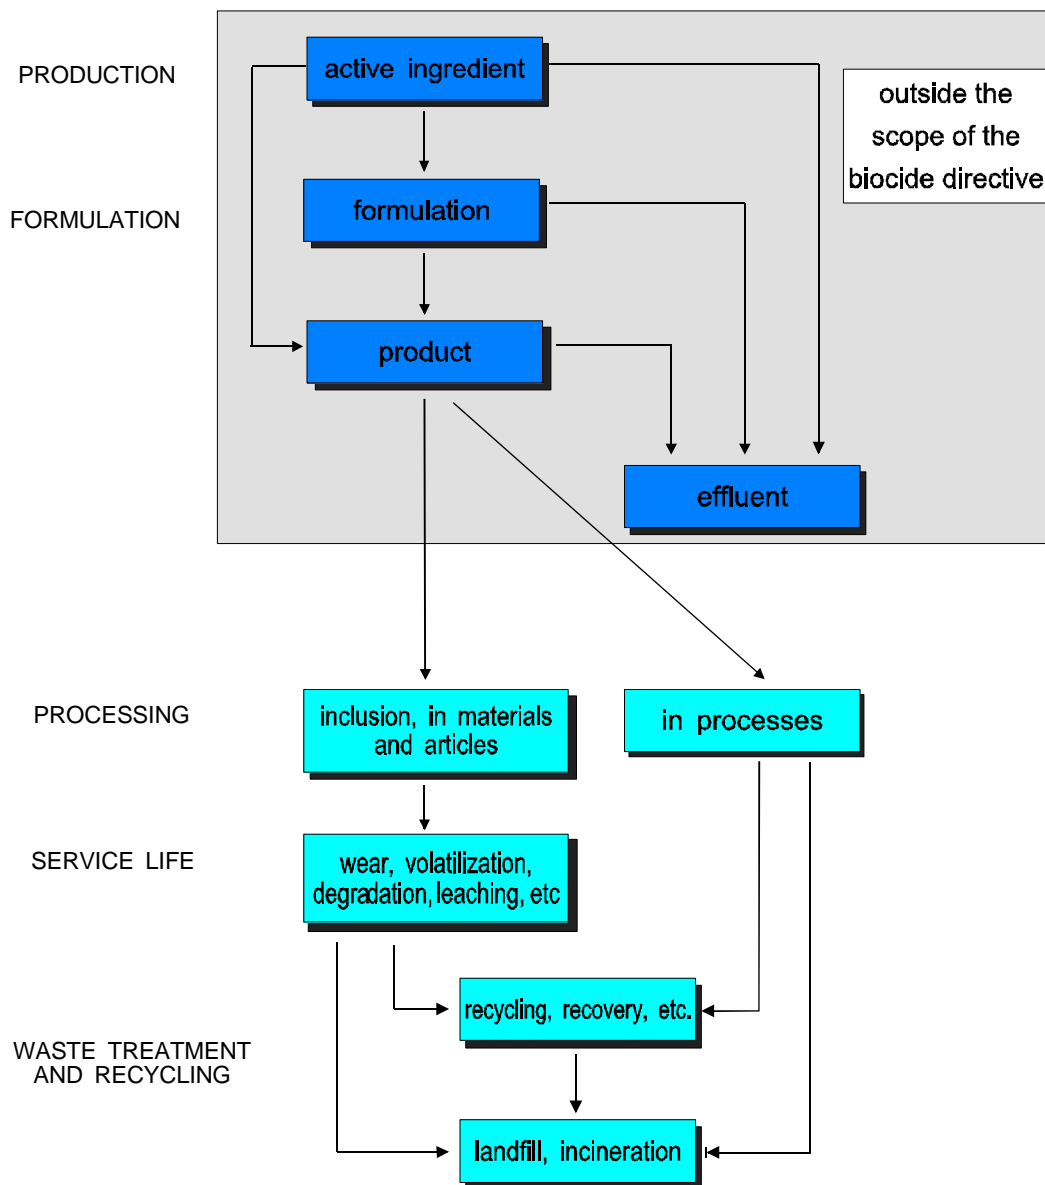 PRODUCTION
active ingredient
outside the
scope of the
biocide directive
FORMULATION
formulation
product
effluent
PROCESSING
inclusion, in materials
and articles
in processes
SERVICE LIFE
wear, volatilization,
degradation, leaching, etc
recycling, recovery, etc.
WASTE TREATMENT
AND RECYCLING
landfill, incineration